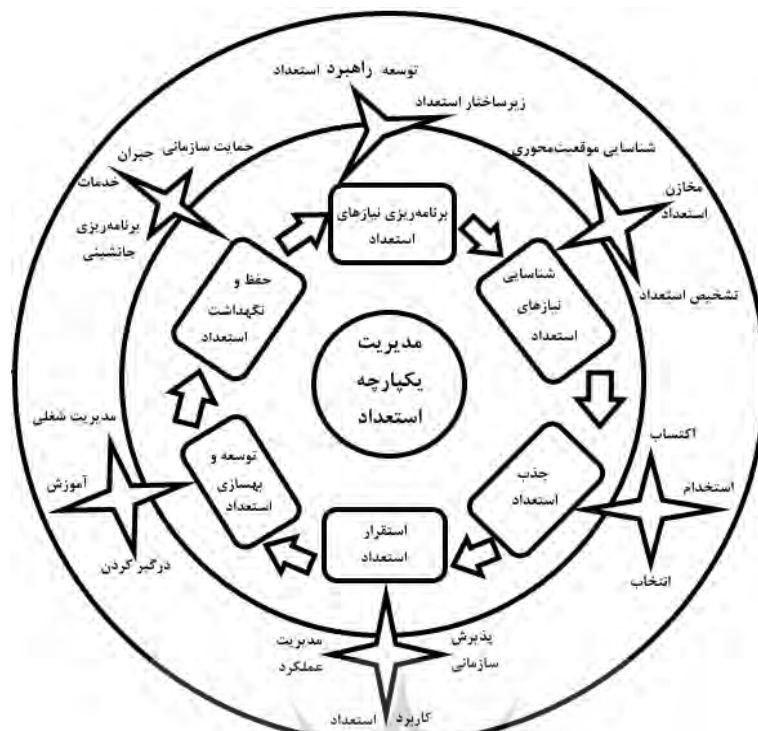 توسعه راهبرد استعداد
زیرساختار استعداد
شناسایی موقعیت‌محوری
مخازن
استعداد
تشخیص استعداد
اکتساب
استخدام
انتخاب
پذیرش
سازمانی
کاربرد استعداد
مدیریت
عملکرد
درگیر کردن
آموزش
مدیریت شغلی
برنامه‌ریزی
جانشینی
جبران
خدمات
حمایت سازمانی
برنامه‌ریزی نیازهای
استعداد
شناسایی
نیازهای
استعداد
جذب
استعداد
استقرار
استعداد
توسعه و
بهسازی
استعداد
حفظ و
نگهداشت
استعداد
مدیریت
یکپارچه
استعداد